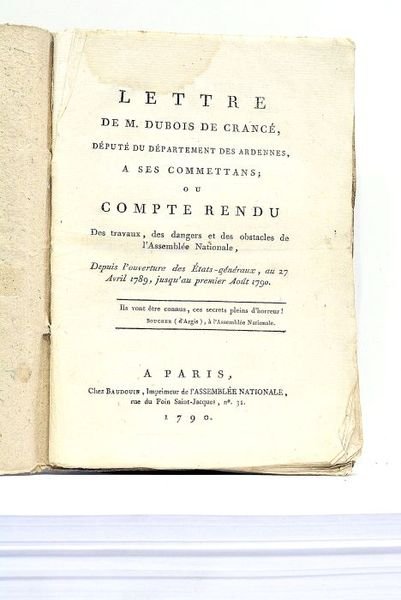 LETTRE
DE M. DUBOIS DE CRANCÉ,
DÉPUTÉ DU DÉPARTEMENT DES ARDENNES,
A SES COMMETTANS;
OU
COMPTE RENDU
Des travaux, des dangers et des obstacles de
l'Assemblée Nationale,
Depuis l'ouverture des États-généraux, au 27
Avril 1789, jusqu'au premier Août 1790.
Ils vont être connus, ces secrets pleins d'horreur!
BOUCHER (d'Argis), à l'Assemblée Nationale.
A PARIS,
Chez BAUDOUIN, Imprimeur de l'ASSEMBLÉE NATIONALE,
rue du Foin Saint-Jacques, nº. 31.
1790.